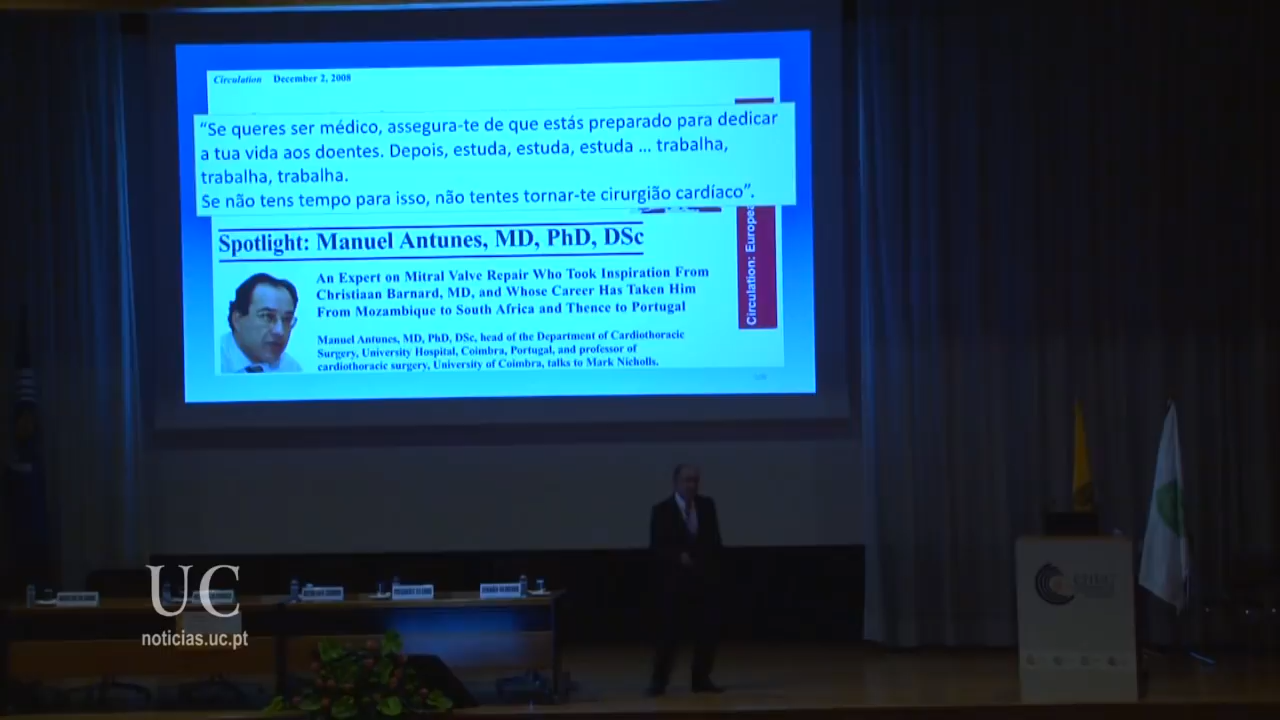 Circulation December 2, 2008
“Se queres ser médico, assegura-te de que estás preparado para dedicar
a tua vida aos doentes. Depois, estuda, estuda, estuda ... trabalha,
trabalha, trabalha.
Se não tens tempo para isso, não tentes tornar-te cirurgião cardíaco”.
Spotlight: Manuel Antunes, MD, PhD, DSc
An Expert on Mitral Valve Repair Who Took Inspiration From
Christiaan Barnard, MD, and Whose Career Has Taken Him
From Mozambique to South Africa and Thence to Portugal
Manuel Antunes, MD, PhD, DSc, head of the Department of Cardiothoracic
Surgery, University Hospital, Coimbra, Portugal, and professor of
cardiothoracic surgery, University of Coimbra, talks to Mark Nicholls.
Circulation: Europea
UC
noticias.uc.pt